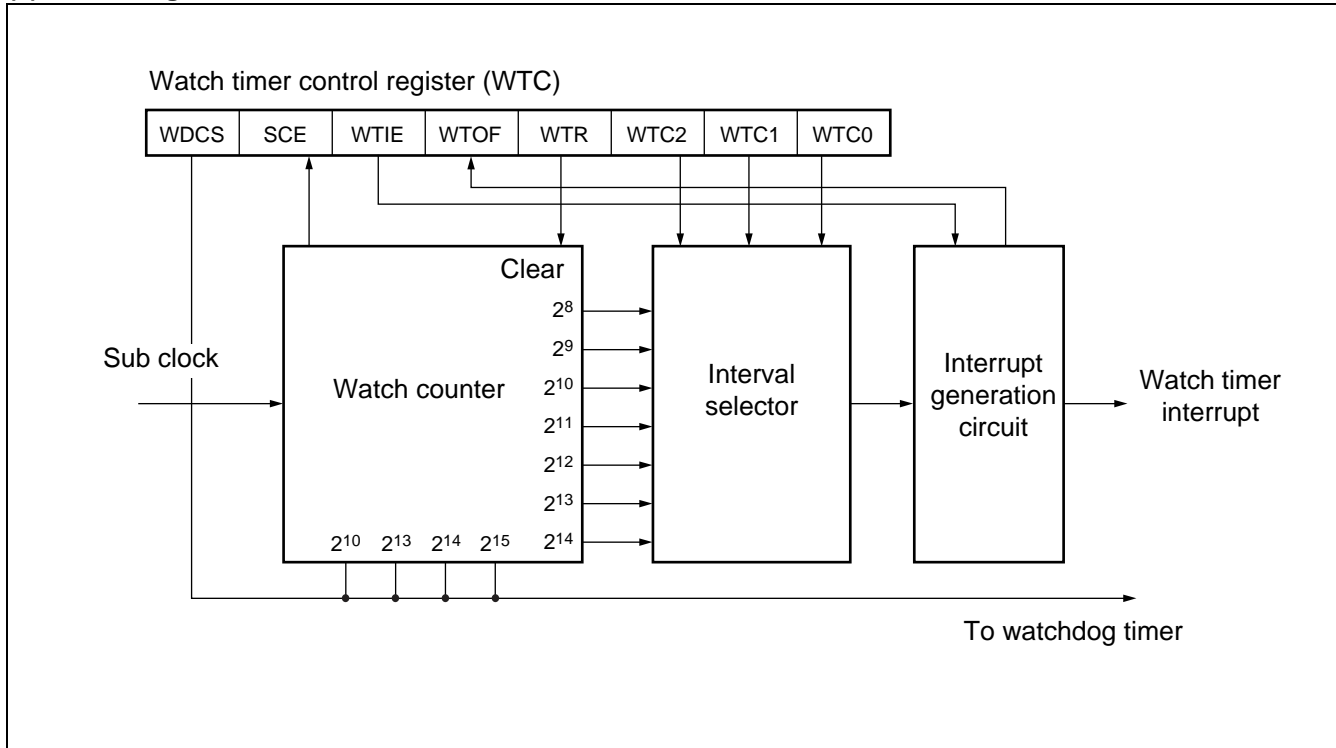 Watch timer control register (WTC)
WDCS SCE WTIE WTOF WTR WTC2 WTC1 WTC0
Clear
2⁸
2⁹
2¹⁰
2¹¹
2¹²
2¹³
2¹⁴
Sub clock
Watch counter
2¹⁰ 2¹³ 2¹⁴ 2¹⁵
Interval
selector
Interrupt
generation
circuit
Watch timer
interrupt
To watchdog timer